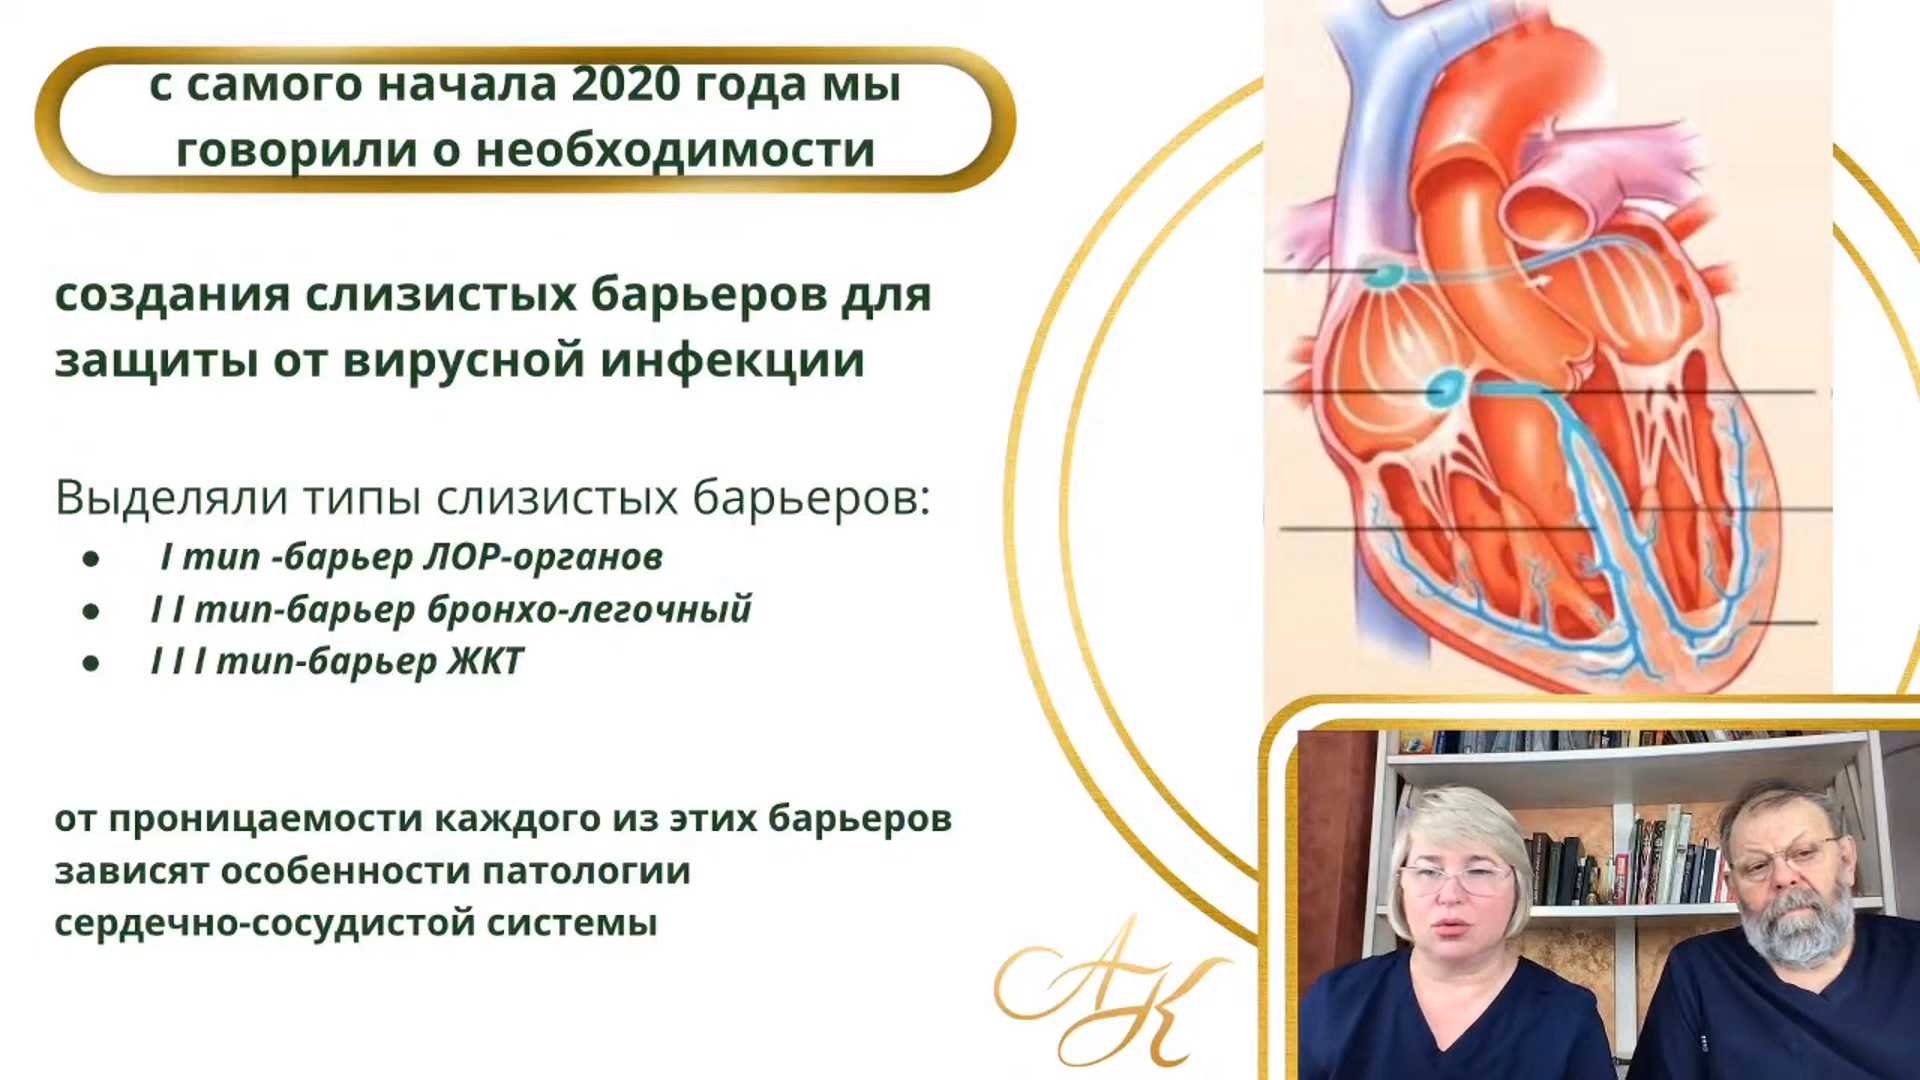 с самого начала 2020 года мы
говорили о необходимости
создания слизистых барьеров для
защиты от вирусной инфекции
Выделяли типы слизистых барьеров:
● I тип -барьер ЛОР-органов
● I I тип-барьер бронхо-легочный
● I I I тип-барьер ЖКТ
от проницаемости каждого из этих барьеров
зависят особенности патологии
сердечно-сосудистой системы
АК